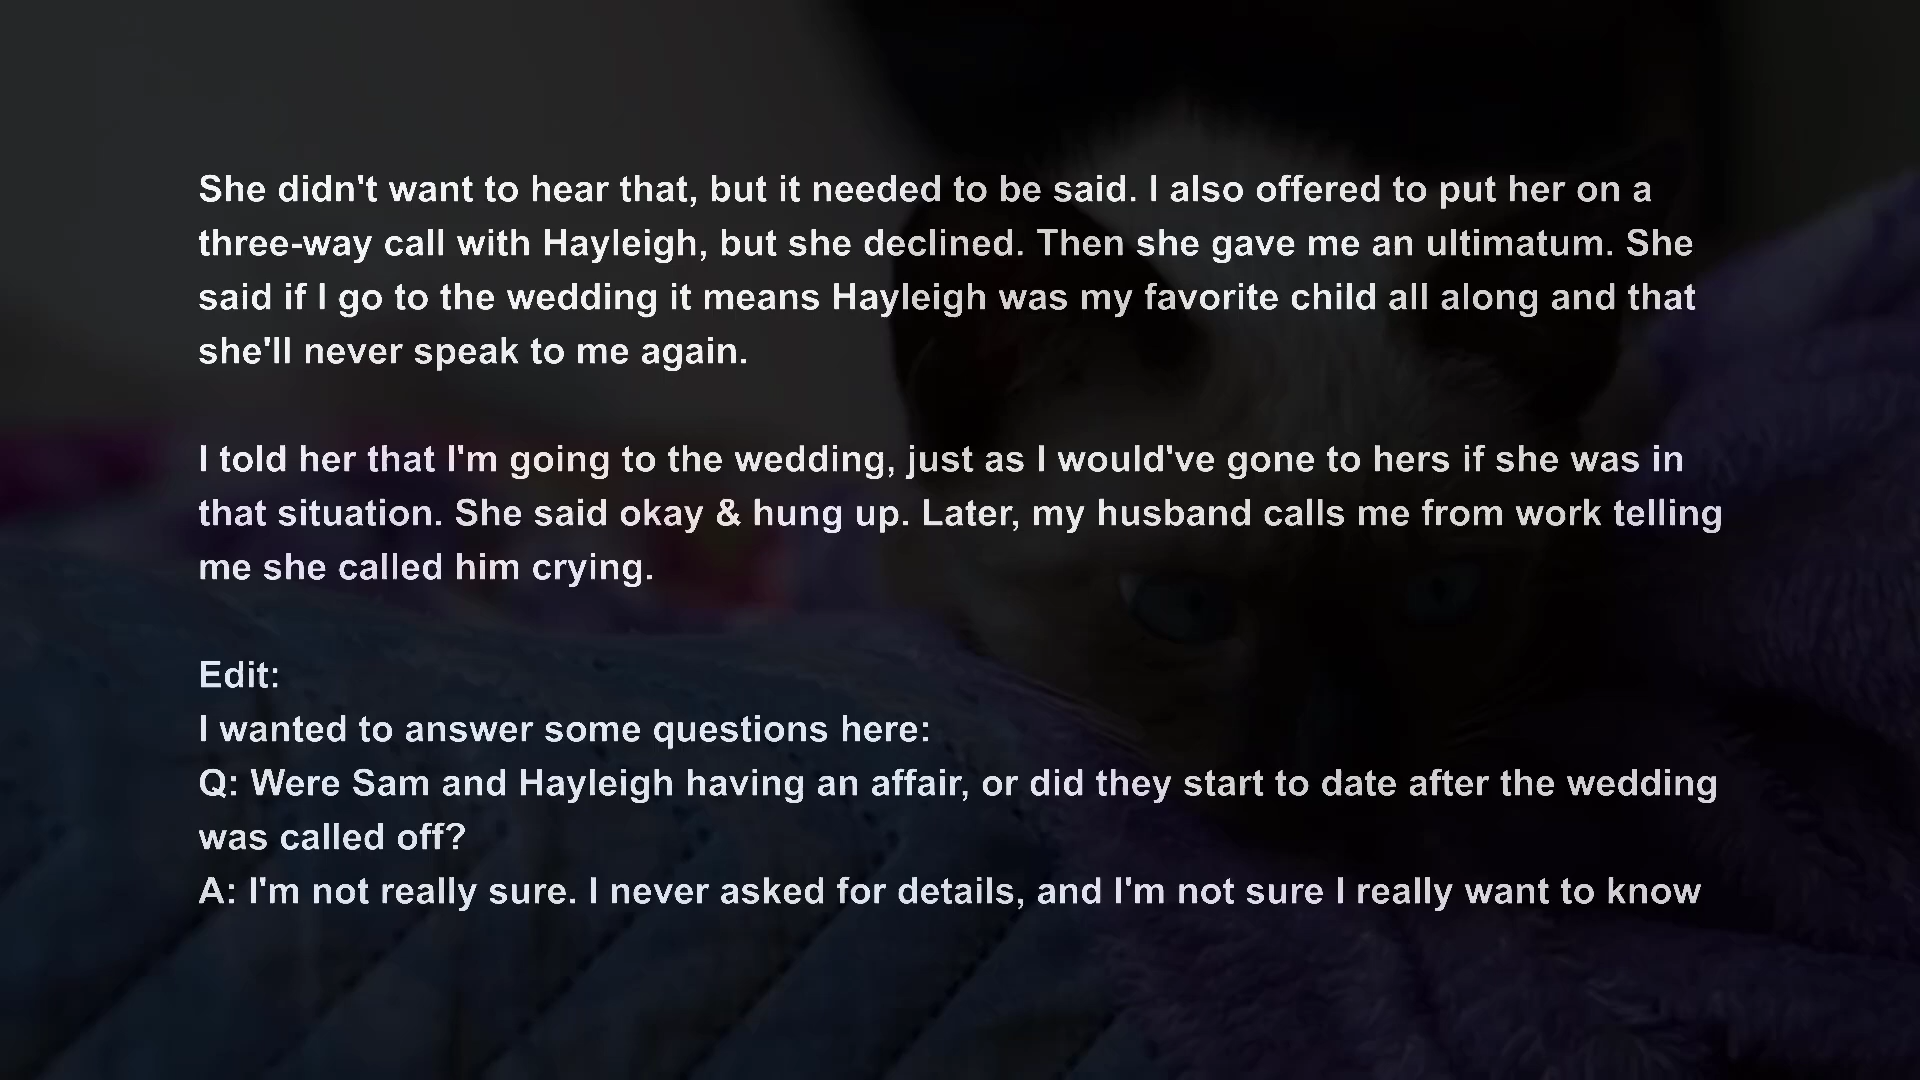 She didn't want to hear that, but it needed to be said. I also offered to put her on a
three-way call with Hayleigh, but she declined. Then she gave me an ultimatum. She
said if I go to the wedding it means Hayleigh was my favorite child all along and that
she'll never speak to me again.
I told her that I'm going to the wedding, just as I would've gone to hers if she was in
that situation. She said okay & hung up. Later, my husband calls me from work telling
me she called him crying.
Edit:
I wanted to answer some questions here:
Q: Were Sam and Hayleigh having an affair, or did they start to date after the wedding
was called off?
A: I'm not really sure. I never asked for details, and I'm not sure I really want to know